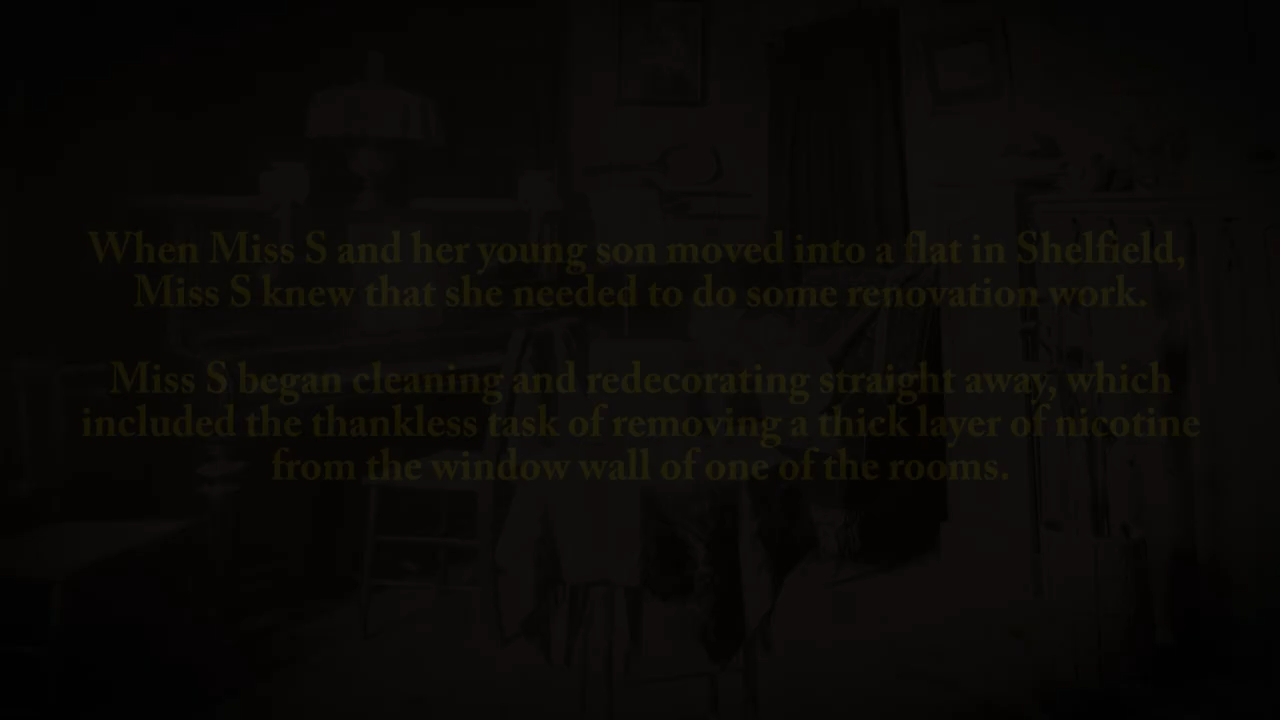 When Miss S and her young son moved into a flat in Shelfield,
Miss S knew that she needed to do some renovation work.
Miss S began cleaning and redecorating straight away, which
included the thankless task of removing a thick layer of nicotine
from the window wall of one of the rooms.